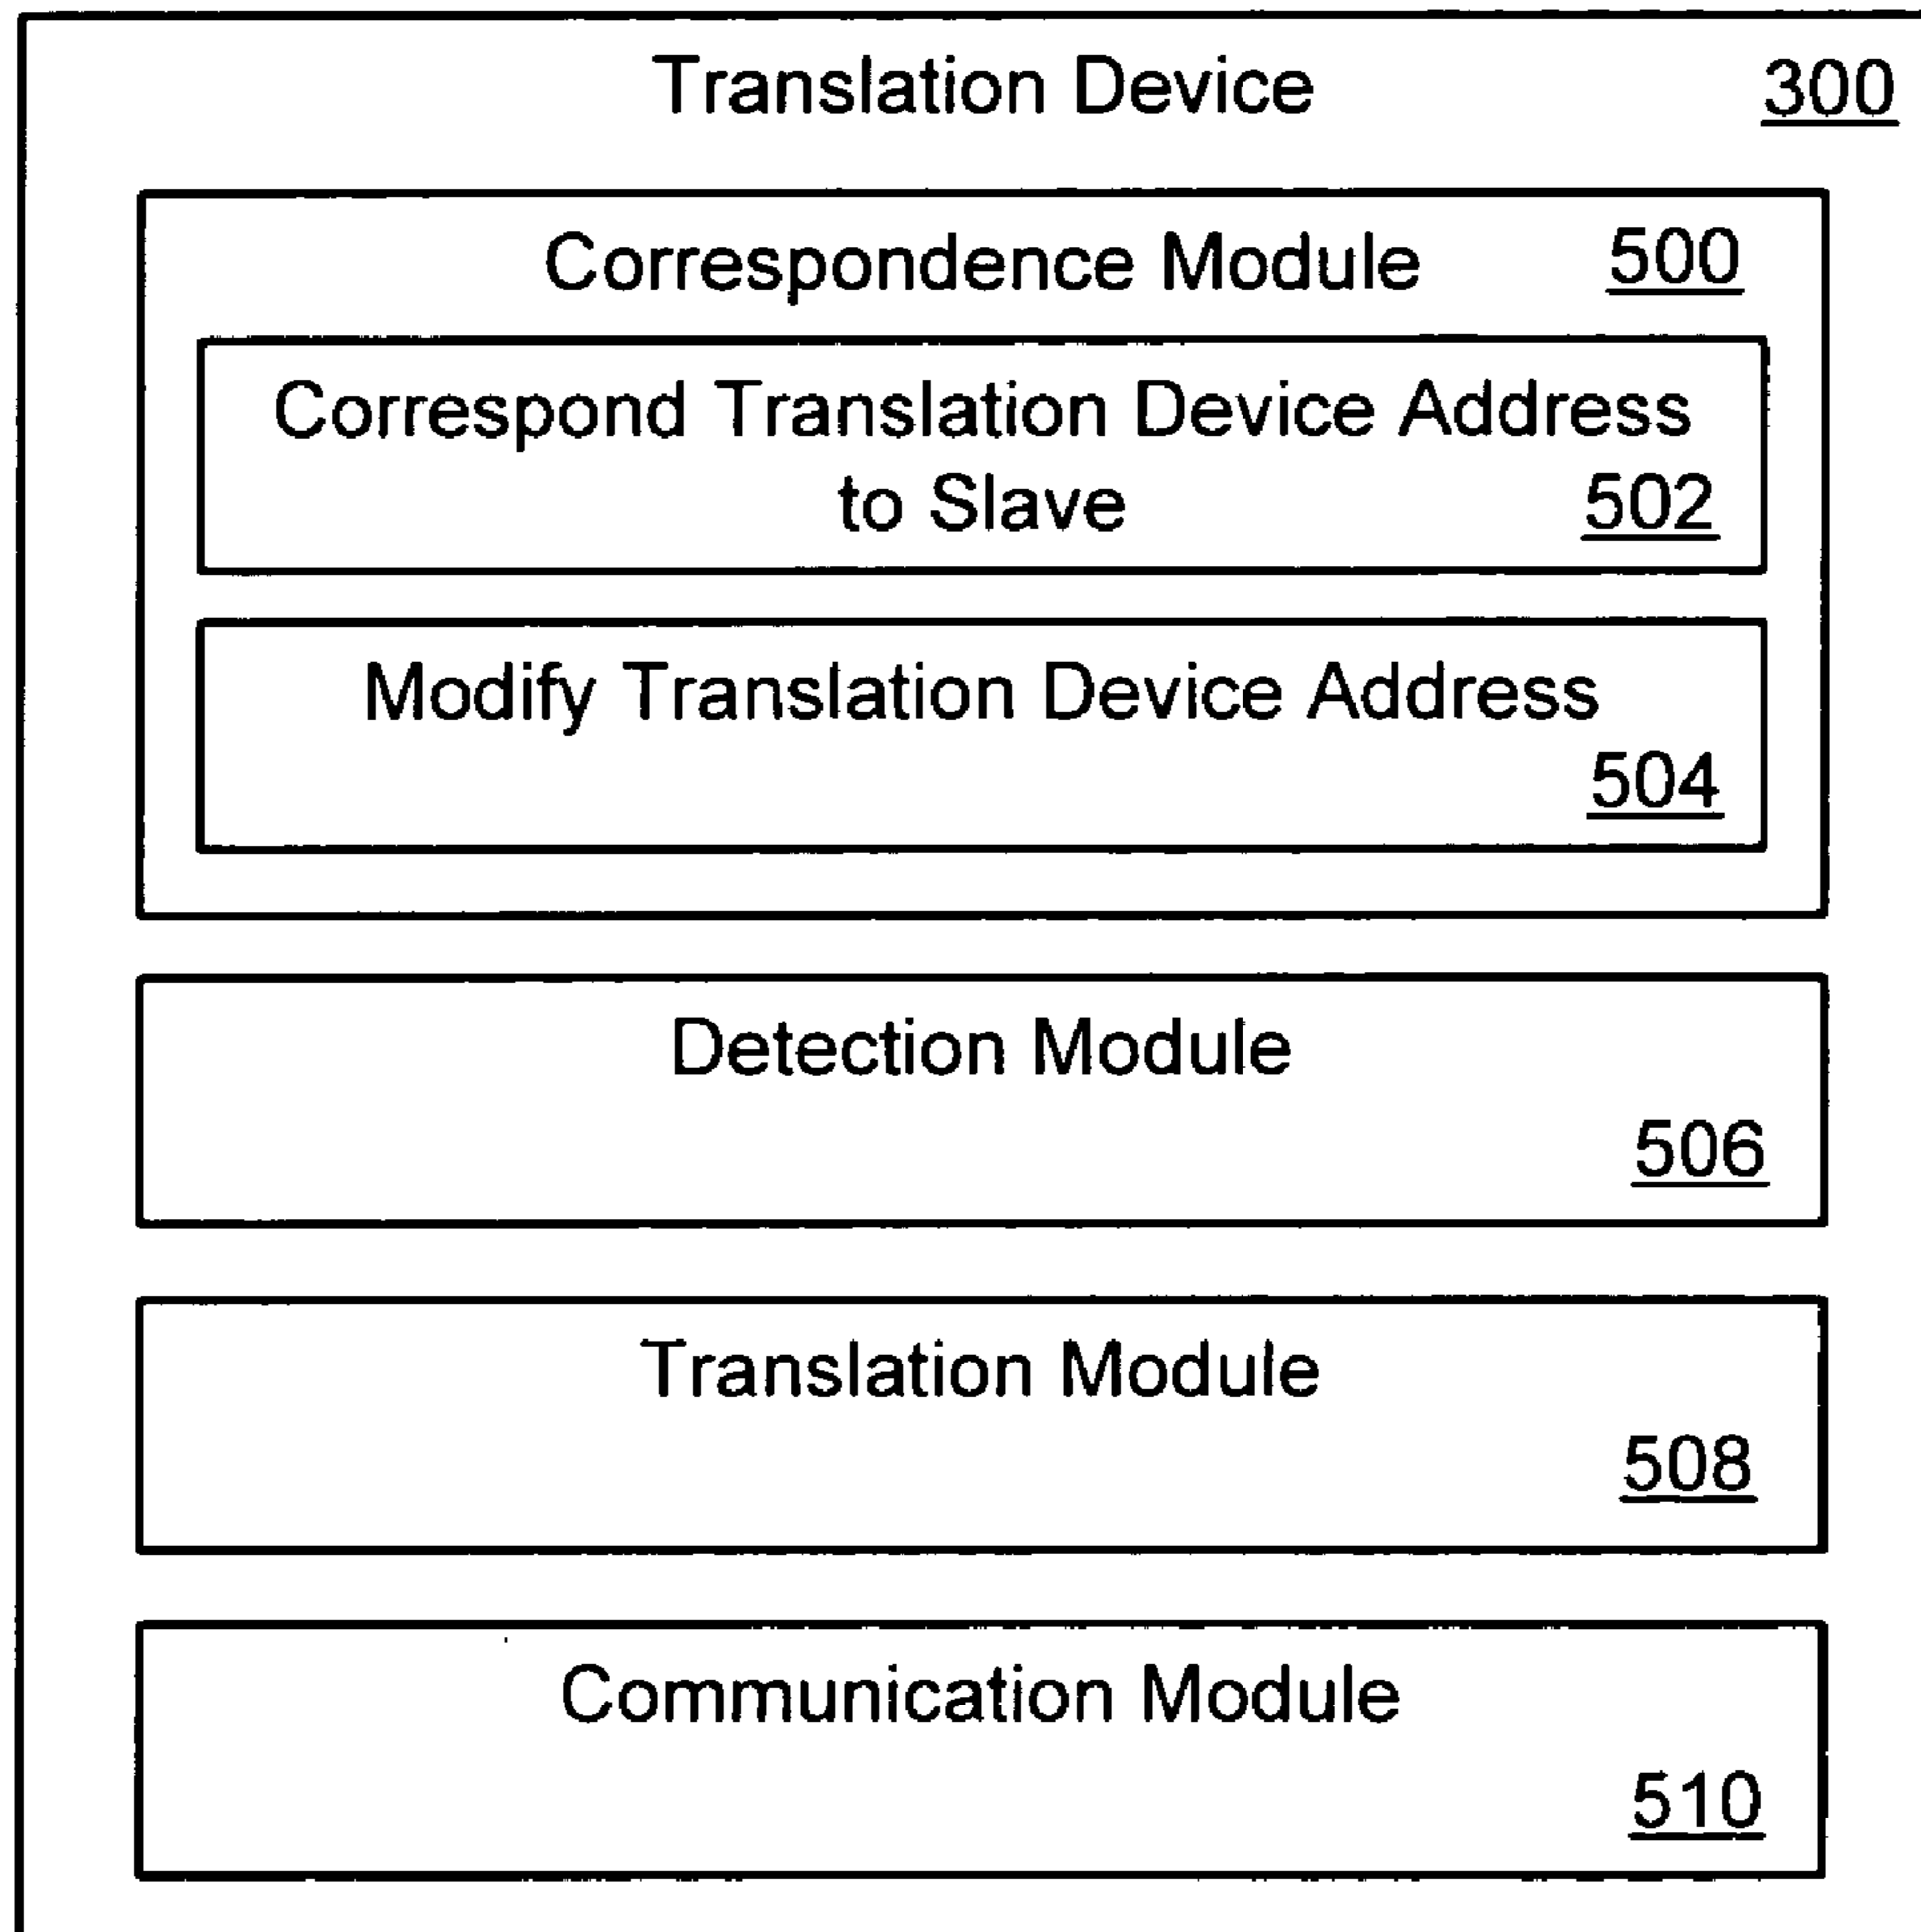 Translation Device 300
Correspondence Module 500
Correspond Translation Device Address
to Slave 502
Modify Translation Device Address
504
Detection Module
506
Translation Module
508
Communication Module
510